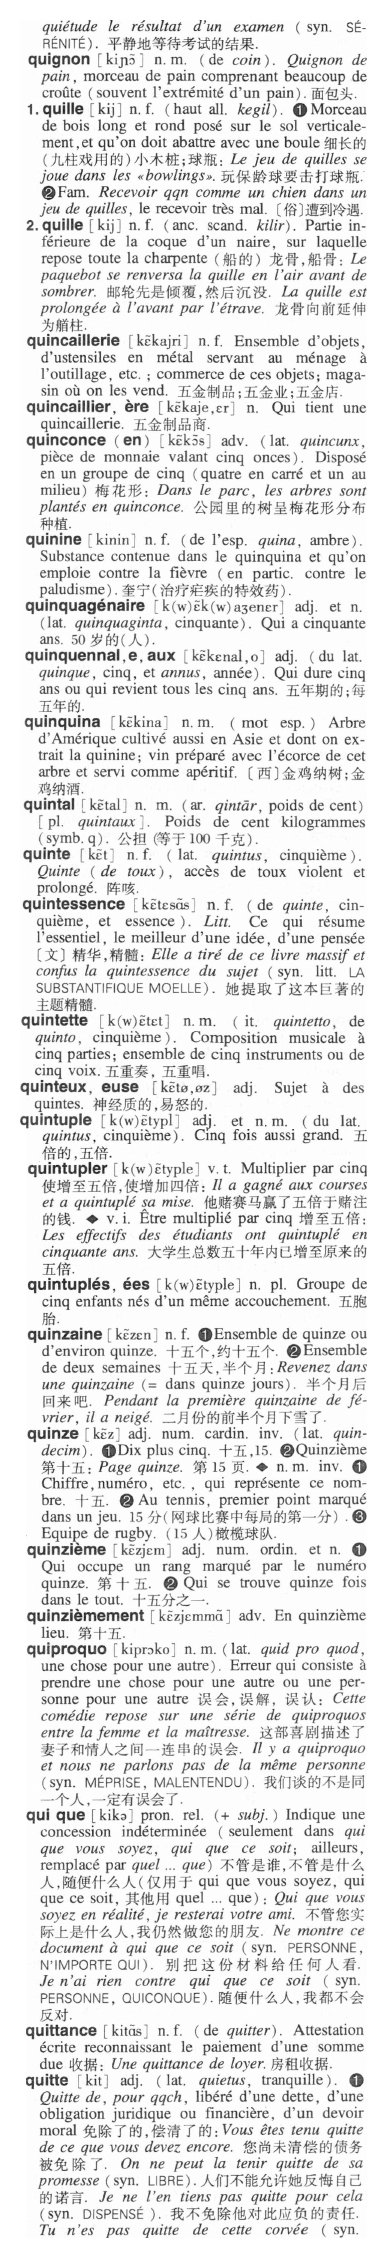 quiétude le résultat d'un examen ( syn. SÉ-
RÉNITÉ). 平静地等待考试的结果.
quignon [kiɲɔ̃] n. m. (de coin). Quignon de
pain, morceau de pain comprenant beaucoup de
croûte (souvent l'extrémité d'un pain). 面包头.
1. quille [kij] n. f. (haut all. kegil). ❶Morceau
de bois long et rond posé sur le sol verticale-
ment,et qu'on doit abattre avec une boule 细长的
(九柱戏用的)小木桩;球瓶: Le jeu de quilles se
joue dans les «bowlings». 玩保龄球要击打球瓶.
❷Fam. Recevoir qqn comme un chien dans un
jeu de quilles, le recevoir très mal. 〔俗〕遭到冷遇.
2. quille [kij] n. f. (anc. scand. kilir). Partie in-
férieure de la coque d'un naire, sur laquelle
repose toute la charpente (船的) 龙骨,船骨: Le
paquebot se renversa la quille en l'air avant de
sombrer. 邮轮先是倾覆,然后沉没. La quille est
prolongée à l'avant par l'étrave. 龙骨向前延伸
为艏柱.
quincaillerie [kɛ̃kajri] n. f. Ensemble d'objets,
d'ustensiles en métal servant au ménage à
l'outillage, etc. ; commerce de ces objets; maga-
sin où on les vend. 五金制品;五金业;五金店.
quincaillier, ère [kɛ̃kaje,ɛr] n. Qui tient une
quincaillerie. 五金制品商.
quinconce (en) [kɛ̃kɔ̃s] adv. (lat. quincunx,
pièce de monnaie valant cinq onces). Disposé
en un groupe de cinq (quatre en carré et un au
milieu) 梅花形: Dans le parc, les arbres sont
plantés en quinconce. 公园里的树呈梅花形分布
种植.
quinine [kinin] n. f. (de l'esp. quina, ambre).
Substance contenue dans le quinquina et qu'on
emploie contre la fièvre (en partic. contre le
paludisme). 奎宁(治疗疟疾的特效药).
quinquagénaire [k(w)ɛ̃k(w)aʒenɛr] adj. et n.
(lat. quinquaginta, cinquante). Qui a cinquante
ans. 50 岁的(人).
quinquennal,e,aux [kɛ̃kɛnal,o] adj. (du lat.
quinque, cinq, et annus, année). Qui dure cinq
ans ou qui revient tous les cinq ans. 五年期的;每
五年的.
quinquina [kɛ̃kina] n. m. ( mot esp.) Arbre
d'Amérique cultivé aussi en Asie et dont on ex-
trait la quinine; vin préparé avec l'écorce de cet
arbre et servi comme apéritif. 〔西〕金鸡纳树;金
鸡纳酒.
quintal [kɛ̃tal] n. m. (ar. qintār, poids de cent)
[pl. quintaux]. Poids de cent kilogrammes
(symb. q). 公担 (等于100 千克).
quinte [kɛ̃t] n. f. ( lat. quintus, cinquième).
Quinte (de toux), accès de toux violent et
prolongé. 阵咳.
quintessence [kɛ̃tɛsɑ̃s] n. f. (de quinte, cin-
quième, et essence). Litt. Ce qui résume
l'essentiel, le meilleur d'une idée, d'une pensée
〔文〕精华,精髓: Elle a tiré de ce livre massif et
confus la quintessence du sujet (syn. litt. LA
SUBSTANTIFIQUE MOELLE). 她提取了这本巨著的
主题精髓.
quintette [k(w)ɛ̃tɛt] n. m. ( it. quintetto, de
quinto, cinquième). Composition musicale à
cinq parties; ensemble de cinq instruments ou de
cinq voix. 五重奏, 五重唱.
quinteux, euse [kɛ̃tø,øz] adj. Sujet à des
quintes. 神经质的,易怒的.
quintuple [k(w)ɛ̃typl] adj. et n. m. ( du lat.
quintus, cinquième). Cinq fois aussi grand. 五
倍的,五倍.
quintupler [k(w)ɛ̃typle] v. t. Multiplier par cinq
使增至五倍,使增加四倍: Il a gagné aux courses
et a quintuplé sa mise. 他赌赛马赢了五倍于赌注
的钱. ◆ v. i. Être multiplié par cinq 增至五倍:
Les effectifs des étudiants ont quintuplé en
cinquante ans. 大学生总数五十年内已增至原来的
五倍.
quintuplés, ées [k(w)ɛ̃typle] n. pl. Groupe de
cinq enfants nés d'un même accouchement. 五胞
胎.
quinzaine [kɛ̃zɛn] n. f. ❶Ensemble de quinze ou
d'environ quinze. 十五个,约十五个. ❷Ensemble
de deux semaines 十五天,半个月: Revenez dans
une quinzaine (= dans quinze jours). 半个月后
回来吧. Pendant la première quinzaine de fé-
vrier, il a neigé. 二月份的前半个月下雪了.
quinze [kɛ̃z] adj. num. cardin. inv. (lat. quin-
decim). ❶Dix plus cinq. 十五,15. ❷Quinzième
第十五: Page quinze. 第 15 页. ◆ n. m. inv. ❶
Chiffre, numéro, etc., qui représente ce nom-
bre. 十五. ❷ Au tennis, premier point marqué
dans un jeu. 15 分(网球比赛中每局的第一分). ❸
Equipe de rugby. (15 人)橄榄球队.
quinzième [kɛ̃zjɛm] adj. num. ordin. et n. ❶
Qui occupe un rang marqué par le numéro
quinze. 第十五. ❷ Qui se trouve quinze fois
dans le tout. 十五分之一.
quinzièmement [kɛ̃zjɛmmɑ̃] adv. En quinzième
lieu. 第十五.
quiproquo [kiprɔko] n. m. (lat. quid pro quod,
une chose pour une autre). Erreur qui consiste à
prendre une chose pour une autre ou une per-
sonne pour une autre 误会,误解, 误认: Cette
comédie repose sur une série de quiproquos
entre la femme et la maîtresse. 这部喜剧描述了
妻子和情人之间一连串的误会. Il y a quiproquo
et nous ne parlons pas de la même personne
(syn. MÉPRISE, MALENTENDU). 我们谈的不是同
一个人,一定有误会了.
qui que [kikə] pron. rel. (+ subj.) Indique une
concession indéterminée (seulement dans qui
que vous soyez, qui que ce soit; ailleurs,
remplacé par quel ... que) 不管是谁,不管是什么
人,随便什么人(仅用于 qui que vous soyez, qui
que ce soit, 其他用 quel ... que): Qui que vous
soyez en réalité, je resterai votre ami. 不管您实
际上是什么人,我仍然做您的朋友. Ne montre ce
document à qui que ce soit (syn. PERSONNE,
N'IMPORTE QUI). 别把这份材料给任何人看.
Je n'ai rien contre qui que ce soit ( syn.
PERSONNE, QUICONQUE). 随便什么人,我都不会
反对.
quittance [kitɑ̃s] n. f. (de quitter). Attestation
écrite reconnaissant le paiement d'une somme
due 收据: Une quittance de loyer. 房租收据.
quitte [kit] adj. (lat. quietus, tranquille). ❶
Quitte de, pour qqch, libéré d'une dette, d'une
obligation juridique ou financière, d'un devoir
moral 免除了的,偿清了的: Vous êtes tenu quitte
de ce que vous devez encore. 您尚未清偿的债务
被免除了. On ne peut la tenir quitte de sa
promesse (syn. LIBRE). 人们不能允许她反悔自己
的诺言. Je ne l'en tiens pas quitte pour cela
(syn. DISPENSÉ ). 我不免除他对此应负的责任.
Tu n'es pas quitte de cette corvée (syn.